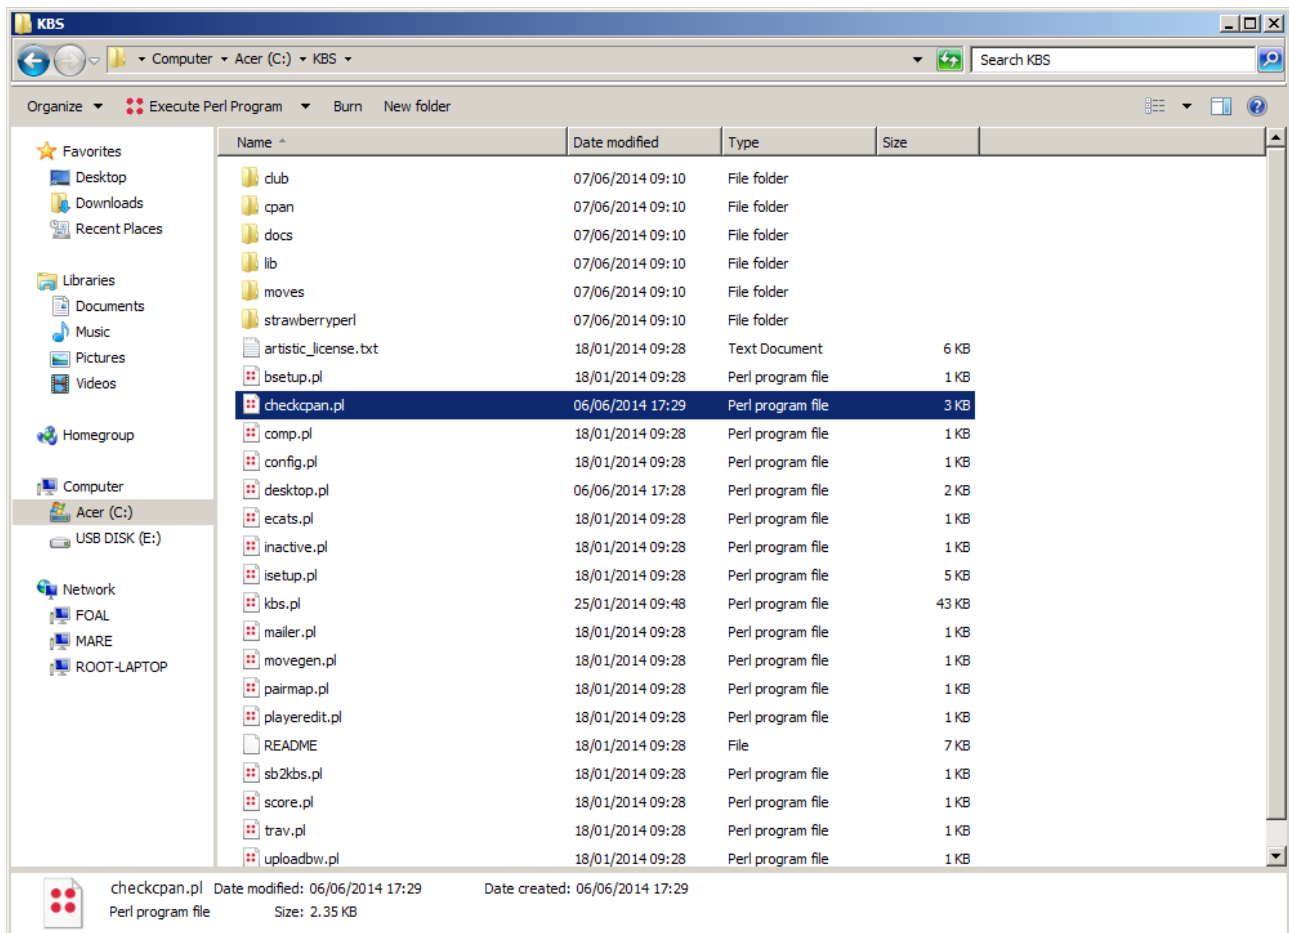 KBS
Computer Acer (C:) KBS
Search KBS
Organize Execute Perl Program Burn New folder
Favorites
Desktop
Downloads
Recent Places
Libraries
Documents
Music
Pictures
Videos
Homegroup
Computer
Acer (C:)
USB DISK (E:)
Network
FOAL
MARE
ROOT-LAPTOP
Name Date modified Type Size
club 07/06/2014 09:10 File folder
cpan 07/06/2014 09:10 File folder
docs 07/06/2014 09:10 File folder
lib 07/06/2014 09:10 File folder
moves 07/06/2014 09:10 File folder
strawberryperl 07/06/2014 09:10 File folder
artistic_license.txt 18/01/2014 09:28 Text Document 6 KB
bsetup.pl 18/01/2014 09:28 Perl program file 1 KB
checkcpan.pl 06/06/2014 17:29 Perl program file 3 KB
comp.pl 18/01/2014 09:28 Perl program file 1 KB
config.pl 18/01/2014 09:28 Perl program file 1 KB
desktop.pl 06/06/2014 17:28 Perl program file 2 KB
ecats.pl 18/01/2014 09:28 Perl program file 1 KB
inactive.pl 18/01/2014 09:28 Perl program file 1 KB
isetup.pl 18/01/2014 09:28 Perl program file 5 KB
kbs.pl 25/01/2014 09:48 Perl program file 43 KB
mailer.pl 18/01/2014 09:28 Perl program file 1 KB
movegen.pl 18/01/2014 09:28 Perl program file 1 KB
pairmap.pl 18/01/2014 09:28 Perl program file 1 KB
playeredit.pl 18/01/2014 09:28 Perl program file 1 KB
README 18/01/2014 09:28 File 7 KB
sb2kbs.pl 18/01/2014 09:28 Perl program file 1 KB
score.pl 18/01/2014 09:28 Perl program file 1 KB
trav.pl 18/01/2014 09:28 Perl program file 1 KB
uploadbw.pl 18/01/2014 09:28 Perl program file 1 KB
checkcpan.pl Date modified: 06/06/2014 17:29 Date created: 06/06/2014 17:29
Perl program file Size: 2.35 KB